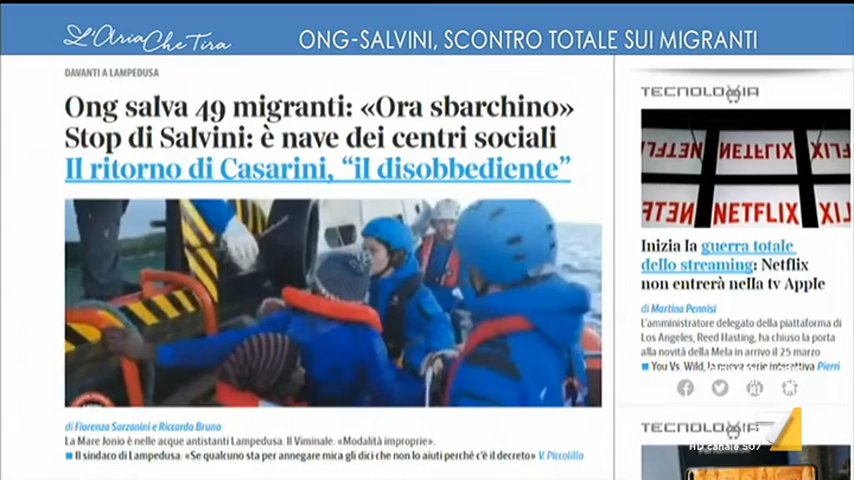 L'Aria Che Tira
ONG-SALVINI, SCONTRO TOTALE SUI MIGRANTI
DAVANTI A LAMPEDUSA
Ong salva 49 migranti: «Ora sbarchino»
Stop di Salvini: è nave dei centri sociali
Il ritorno di Casarini, “il disobbediente”
di Fiorenza Sarzanini e Riccardo Bruno
La Mare Jonio è nelle acque antistanti Lampedusa. Il Viminale: «Modalità improprie».
Il sindaco di Lampedusa: «Se qualcuno sta per annegare mica gli dici che non lo aiuti perché c'è il decreto» V. Piccolillo
TECNOLOGIA
NETFLIX
NETFLIX
Inizia la guerra totale
dello streaming: Netflix
non entrerà nella tv Apple
di Martina Pennisi
L'amministratore delegato della piattaforma di
Los Angeles, Reed Hasting, ha chiuso la porta
alla novità della Mela in arrivo il 25 marzo
You Vs. Wild, la nuova serie interattiva Pierri
TECNOLOGIA
7
HD canale 507